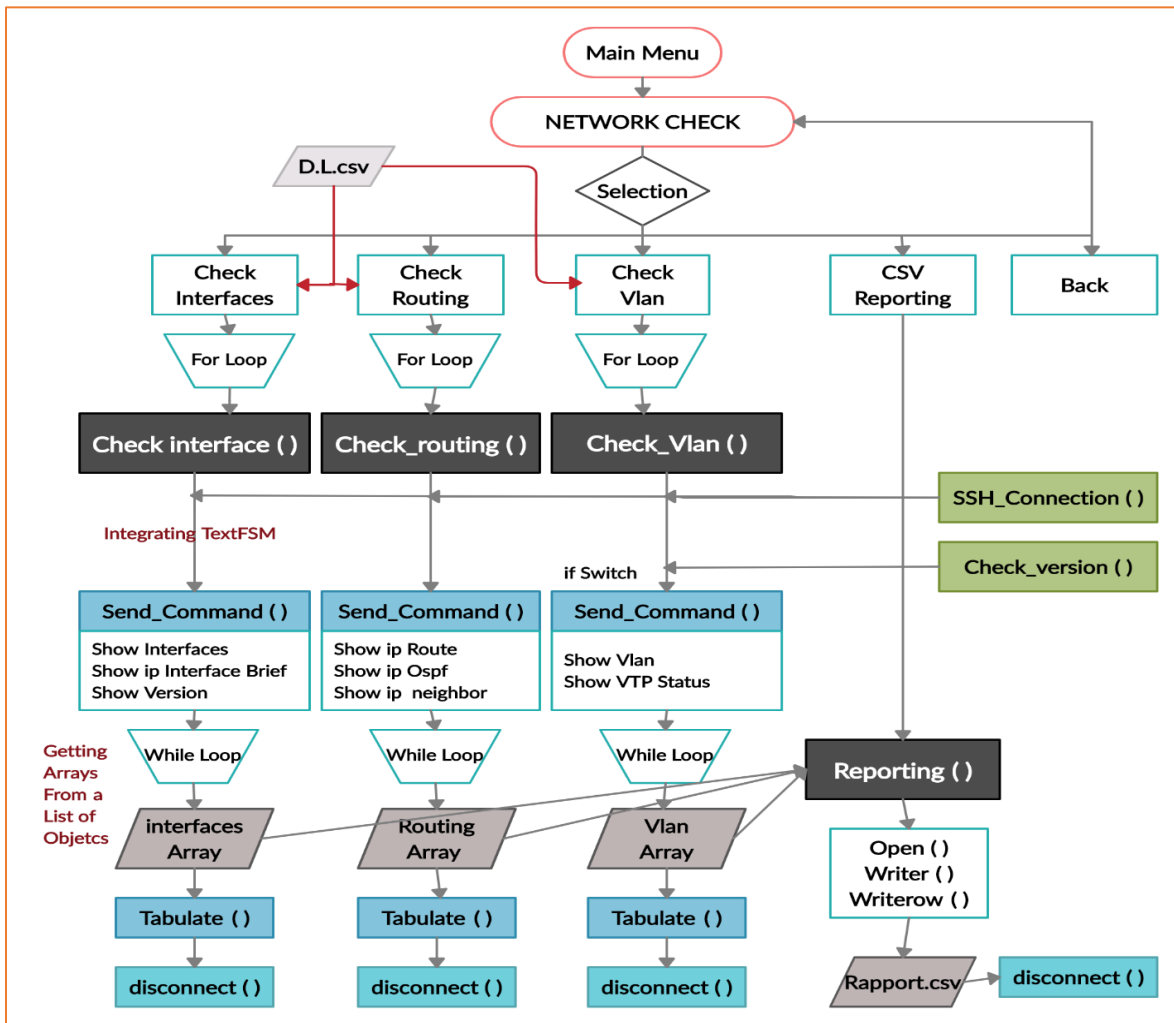 Main Menu
NETWORK CHECK
D.L.csv
Selection
Check
Interfaces
Check
Routing
Check
Vlan
CSV
Reporting
Back
For Loop
For Loop
For Loop
Check interface ( )
Check_routing ( )
Check_Vlan ( )
SSH_Connection ( )
Integrating TextFSM
if Switch
Check_version ( )
Send_Command ( )
Show Interfaces
Show ip Interface Brief
Show Version
Send_Command ( )
Show ip Route
Show ip Ospf
Show ip neighbor
Send_Command ( )
Show Vlan
Show VTP Status
Getting
Arrays
From a
List of
Objetcs
While Loop
While Loop
While Loop
Reporting ( )
interfaces
Array
Routing
Array
Vlan
Array
Open ( )
Writer ( )
Writerow ( )
Tabulate ( )
Tabulate ( )
Tabulate ( )
disconnect ( )
disconnect ( )
disconnect ( )
Rapport.csv
disconnect ( )